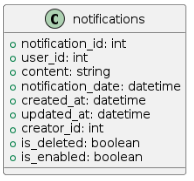 C notifications
notification_id: int
user_id: int
content: string
notification_date: datetime
created_at: datetime
updated_at: datetime
creator_id: int
is_deleted: boolean
is_enabled: boolean